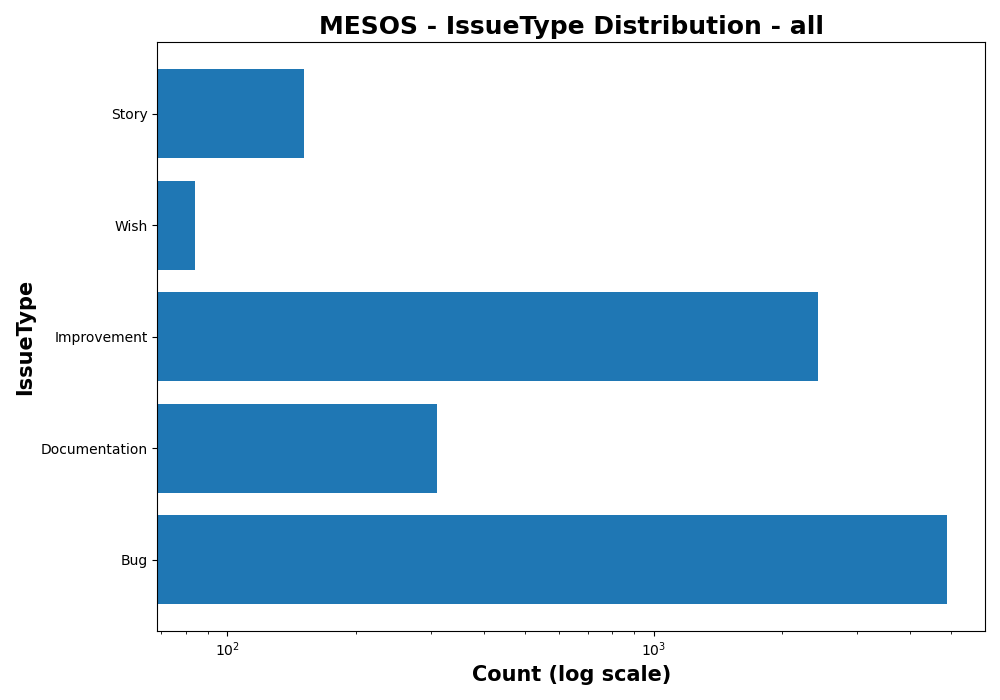 MESOS - IssueType Distribution - all
IssueType
Story
Wish
Improvement
Documentation
Bug
10²
10³
Count (log scale)